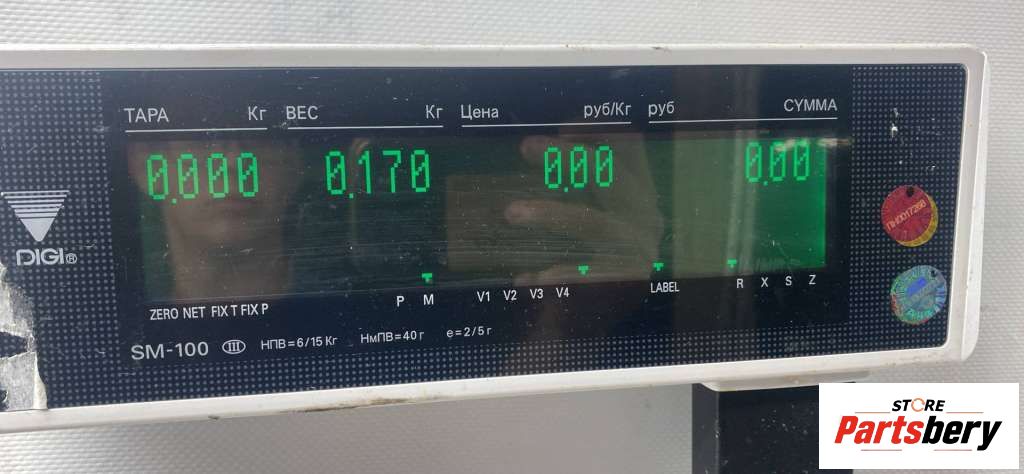 ТАРА Кг ВЕС Кг Цена руб/Кг руб СУММА
0.000 0.170 0.00 0.00
DIGI®
ZERO NET FIX T FIX P P M V1 V2 V3 V4 LABEL R X S Z
SM-100 III НПВ=6/15 Кг НмПВ=40 г e=2/5 г
STORE
Partsbery